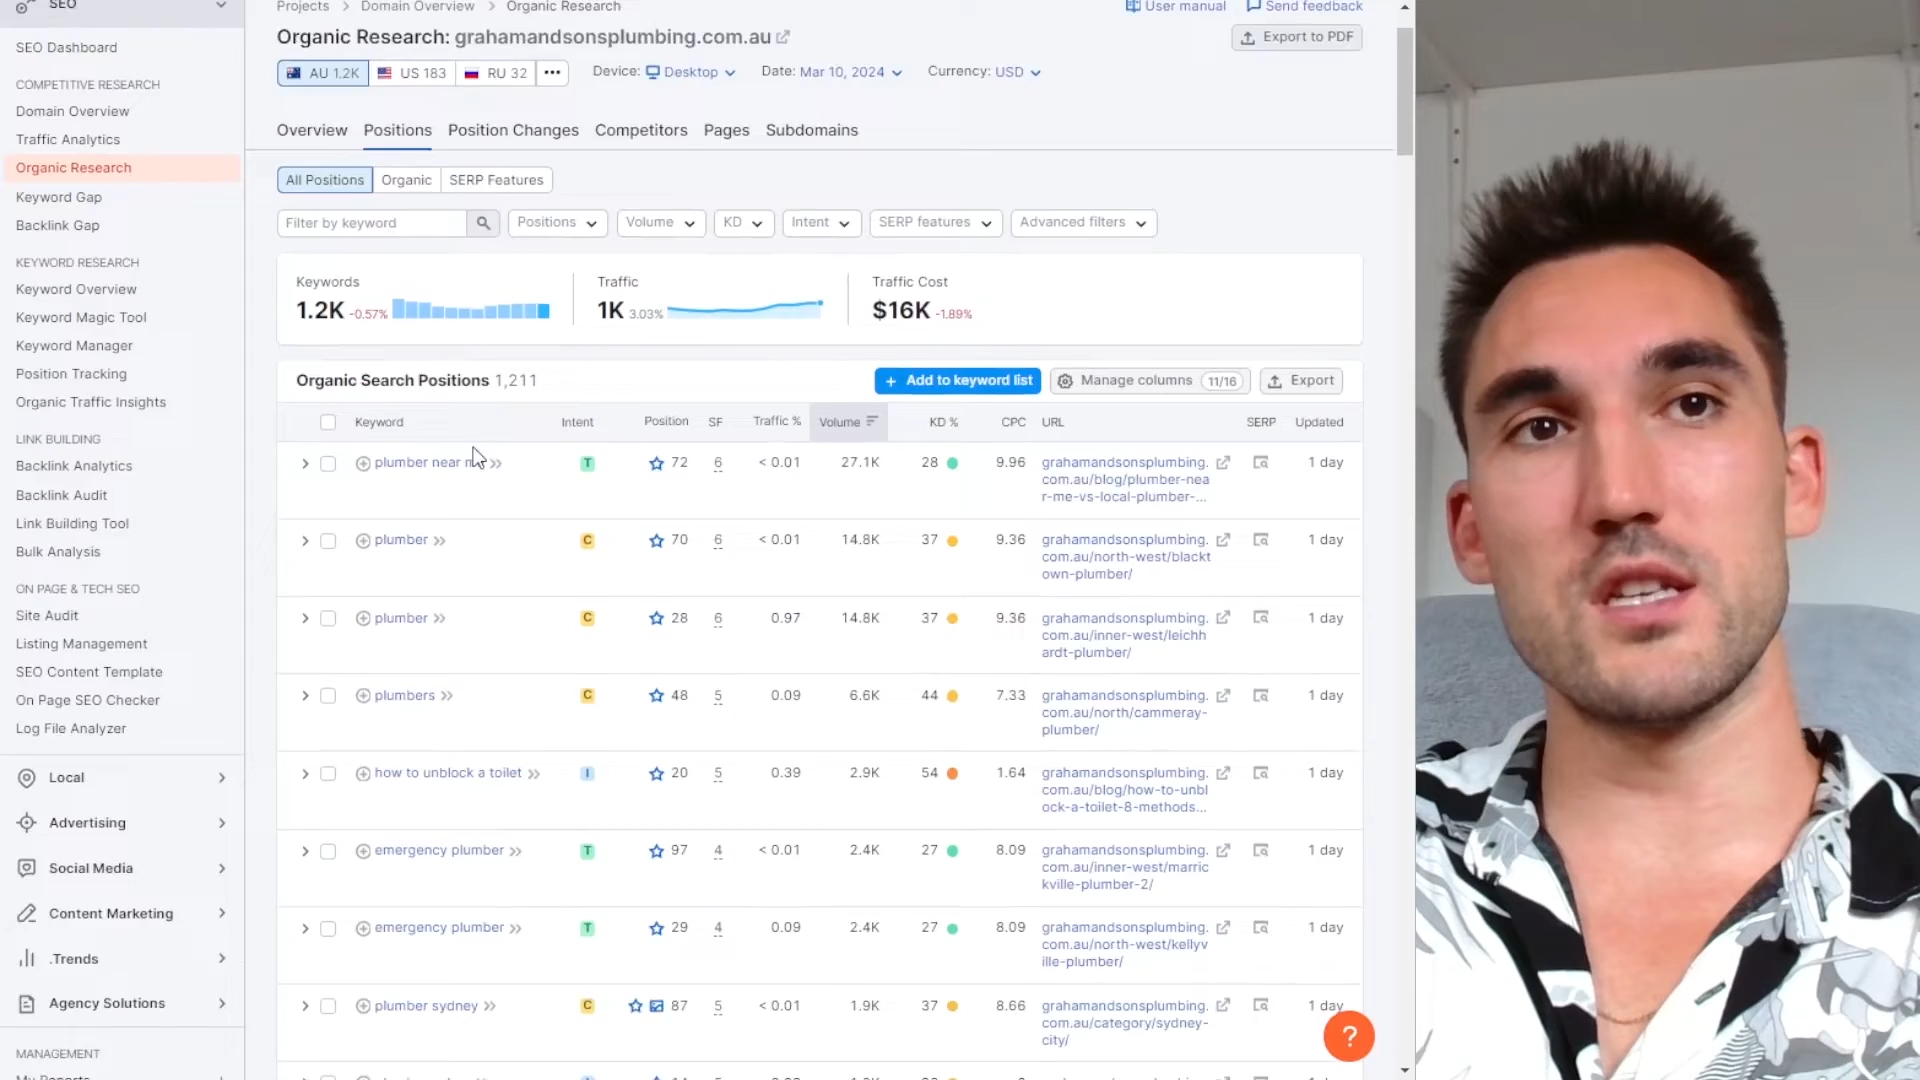 SEO
SEO Dashboard
COMPETITIVE RESEARCH
Domain Overview
Traffic Analytics
Organic Research
Keyword Gap
Backlink Gap
KEYWORD RESEARCH
Keyword Overview
Keyword Magic Tool
Keyword Manager
Position Tracking
Organic Traffic Insights
LINK BUILDING
Backlink Analytics
Backlink Audit
Link Building Tool
Bulk Analysis
ON PAGE & TECH SEO
Site Audit
Listing Management
SEO Content Template
On Page SEO Checker
Log File Analyzer
Local
Advertising
Social Media
Content Marketing
.Trends
Agency Solutions
MANAGEMENT
My Reports
Projects > Domain Overview > Organic Research
User manual Send feedback
Organic Research: grahamandsonsplumbing.com.au
Export to PDF
AU 1.2K US 183 RU 32 ••• Device: Desktop Date: Mar 10, 2024 Currency: USD
Overview Positions Position Changes Competitors Pages Subdomains
All Positions Organic SERP Features
Filter by keyword Positions Volume KD Intent SERP features Advanced filters
Keywords Traffic Traffic Cost
1.2K -0.57% 1K 3.03% $16K -1.89%
Organic Search Positions 1,211
+ Add to keyword list Manage columns 11/16 Export
Keyword Intent Position SF Traffic % Volume KD % CPC URL SERP Updated
plumber near T 72 6 < 0.01 27.1K 28 9.96 grahamandsonsplumbing. 1 day
com.au/blog/plumber-nea
r-me-vs-local-plumber-...
plumber C 70 6 < 0.01 14.8K 37 9.36 grahamandsonsplumbing. 1 day
com.au/north-west/blackt
own-plumber/
plumber C 28 6 0.97 14.8K 37 9.36 grahamandsonsplumbing. 1 day
com.au/inner-west/leichh
ardt-plumber/
plumbers C 48 5 0.09 6.6K 44 7.33 grahamandsonsplumbing. 1 day
com.au/north/cammeray-
plumber/
how to unblock a toilet I 20 5 0.39 2.9K 54 1.64 grahamandsonsplumbing. 1 day
com.au/blog/how-to-unbl
ock-a-toilet-8-methods...
emergency plumber T 97 4 < 0.01 2.4K 27 8.09 grahamandsonsplumbing. 1 day
com.au/inner-west/marric
kville-plumber-2/
emergency plumber T 29 4 0.09 2.4K 27 8.09 grahamandsonsplumbing. 1 day
com.au/north-west/kellyv
ille-plumber/
plumber sydney C 87 5 < 0.01 1.9K 37 8.66 grahamandsonsplumbing. 1 day
com.au/category/sydney-
city/
?